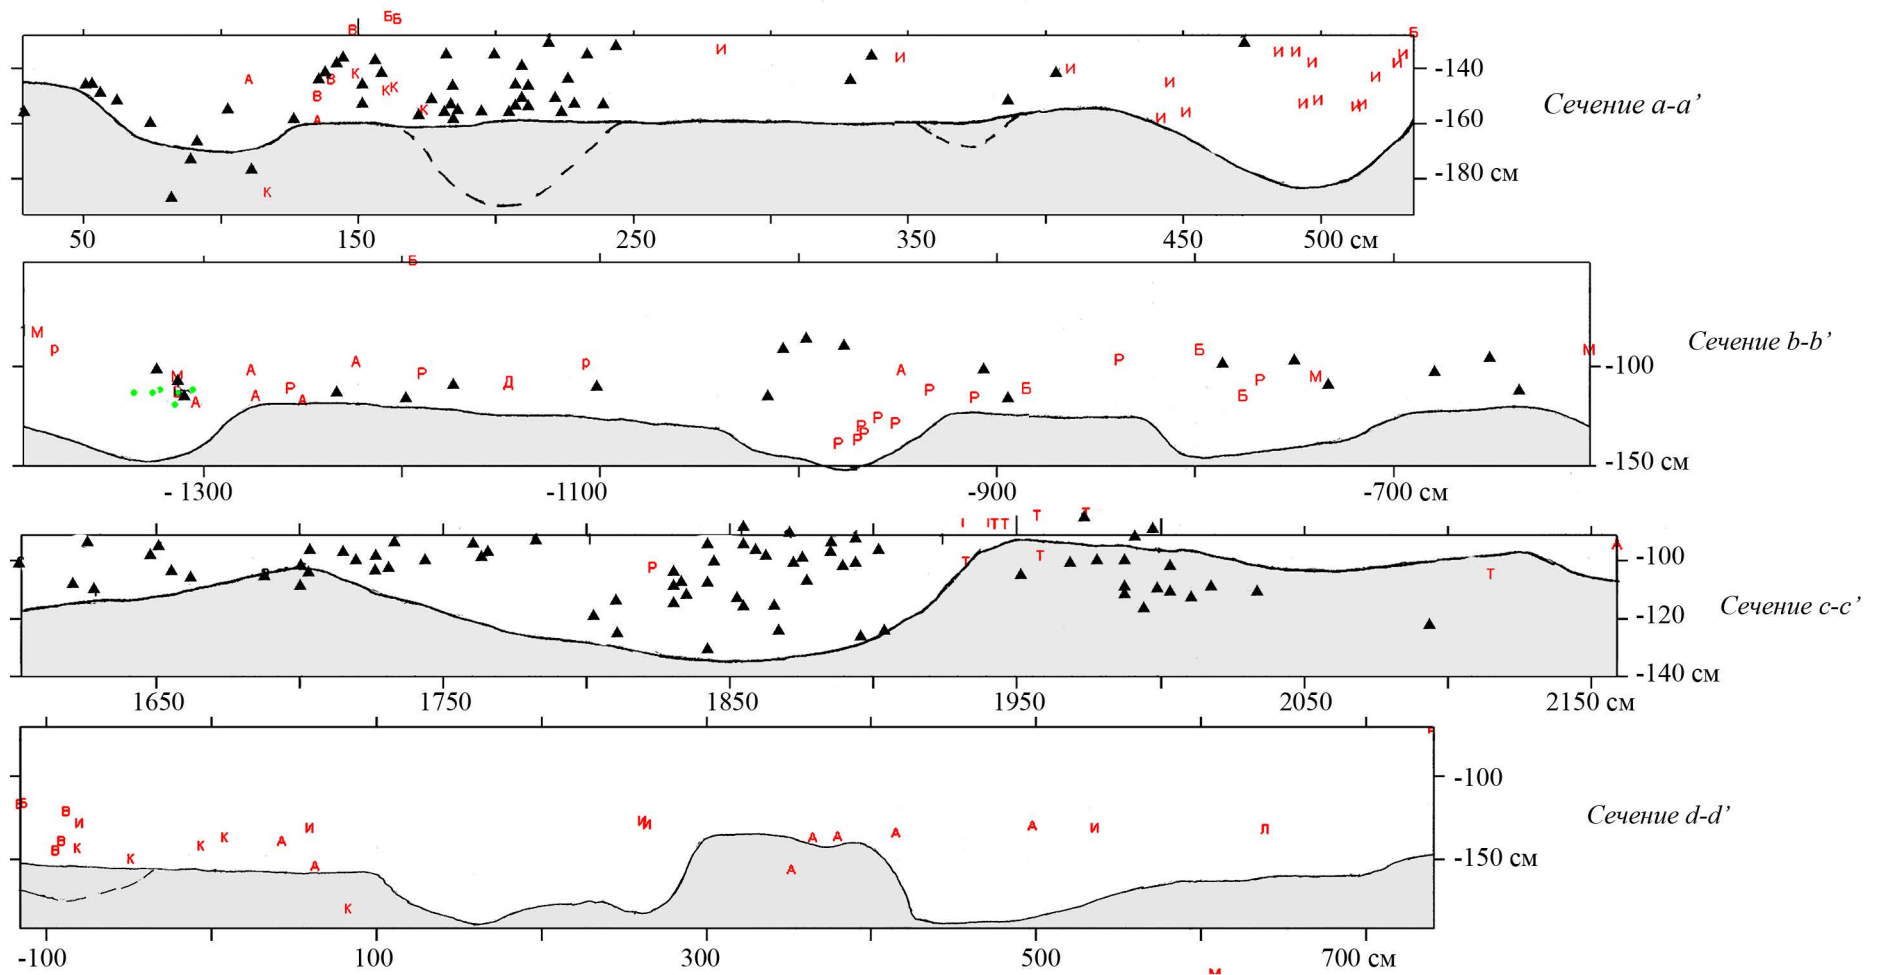 Б Б
В
Б
И И И
А К В И И И И И И
В К К И И И
А К И И И И И И
К
-140
-160
-180 см
Сечение a-a’
50 150 250 350 450 500 см
Б
М
р
М А А Р р Р Б М
А А Р А Д А Р Р Б Р Б М
Р Р Р Р Р Р
-100
-150 см
Сечение b-b’
-1300 -1100 -900 -700 см
Т Т Т Т
Р Т Т Т А
-100
-120
-140 см
Сечение c-c’
1650 1750 1850 1950 2050 2150 см
Б Б В И И И И
В В К К К К А А А А А А И Л
А К
-100
-150 см
Сечение d-d’
-100 100 300 500 700 см
м